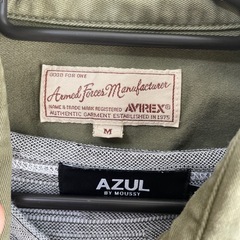 GOOD FOR ONE
Armed Forces Manufacturer
NAME & TRADE MARK REGISTERED AVIREX®
AUTHENTIC GARMENT ESTABLISHED IN 1975
M
AZUL
BY MOUSSY